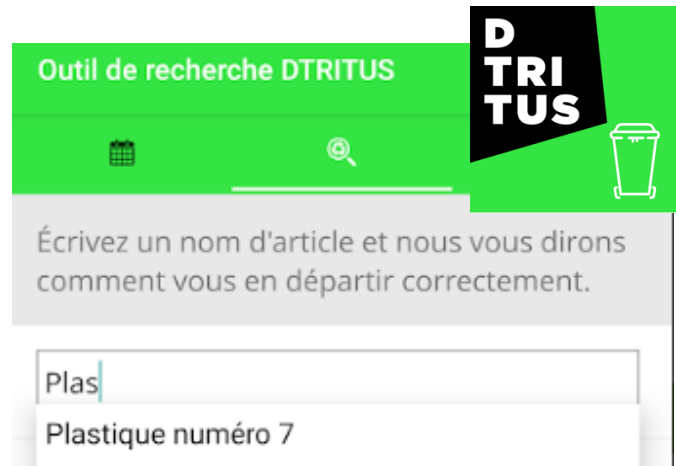 Outil de recherche DTRITUS
D
TRI
TUS
Écrivez un nom d'article et nous vous dirons
comment vous en départir correctement.
Plas
Plastique numéro 7